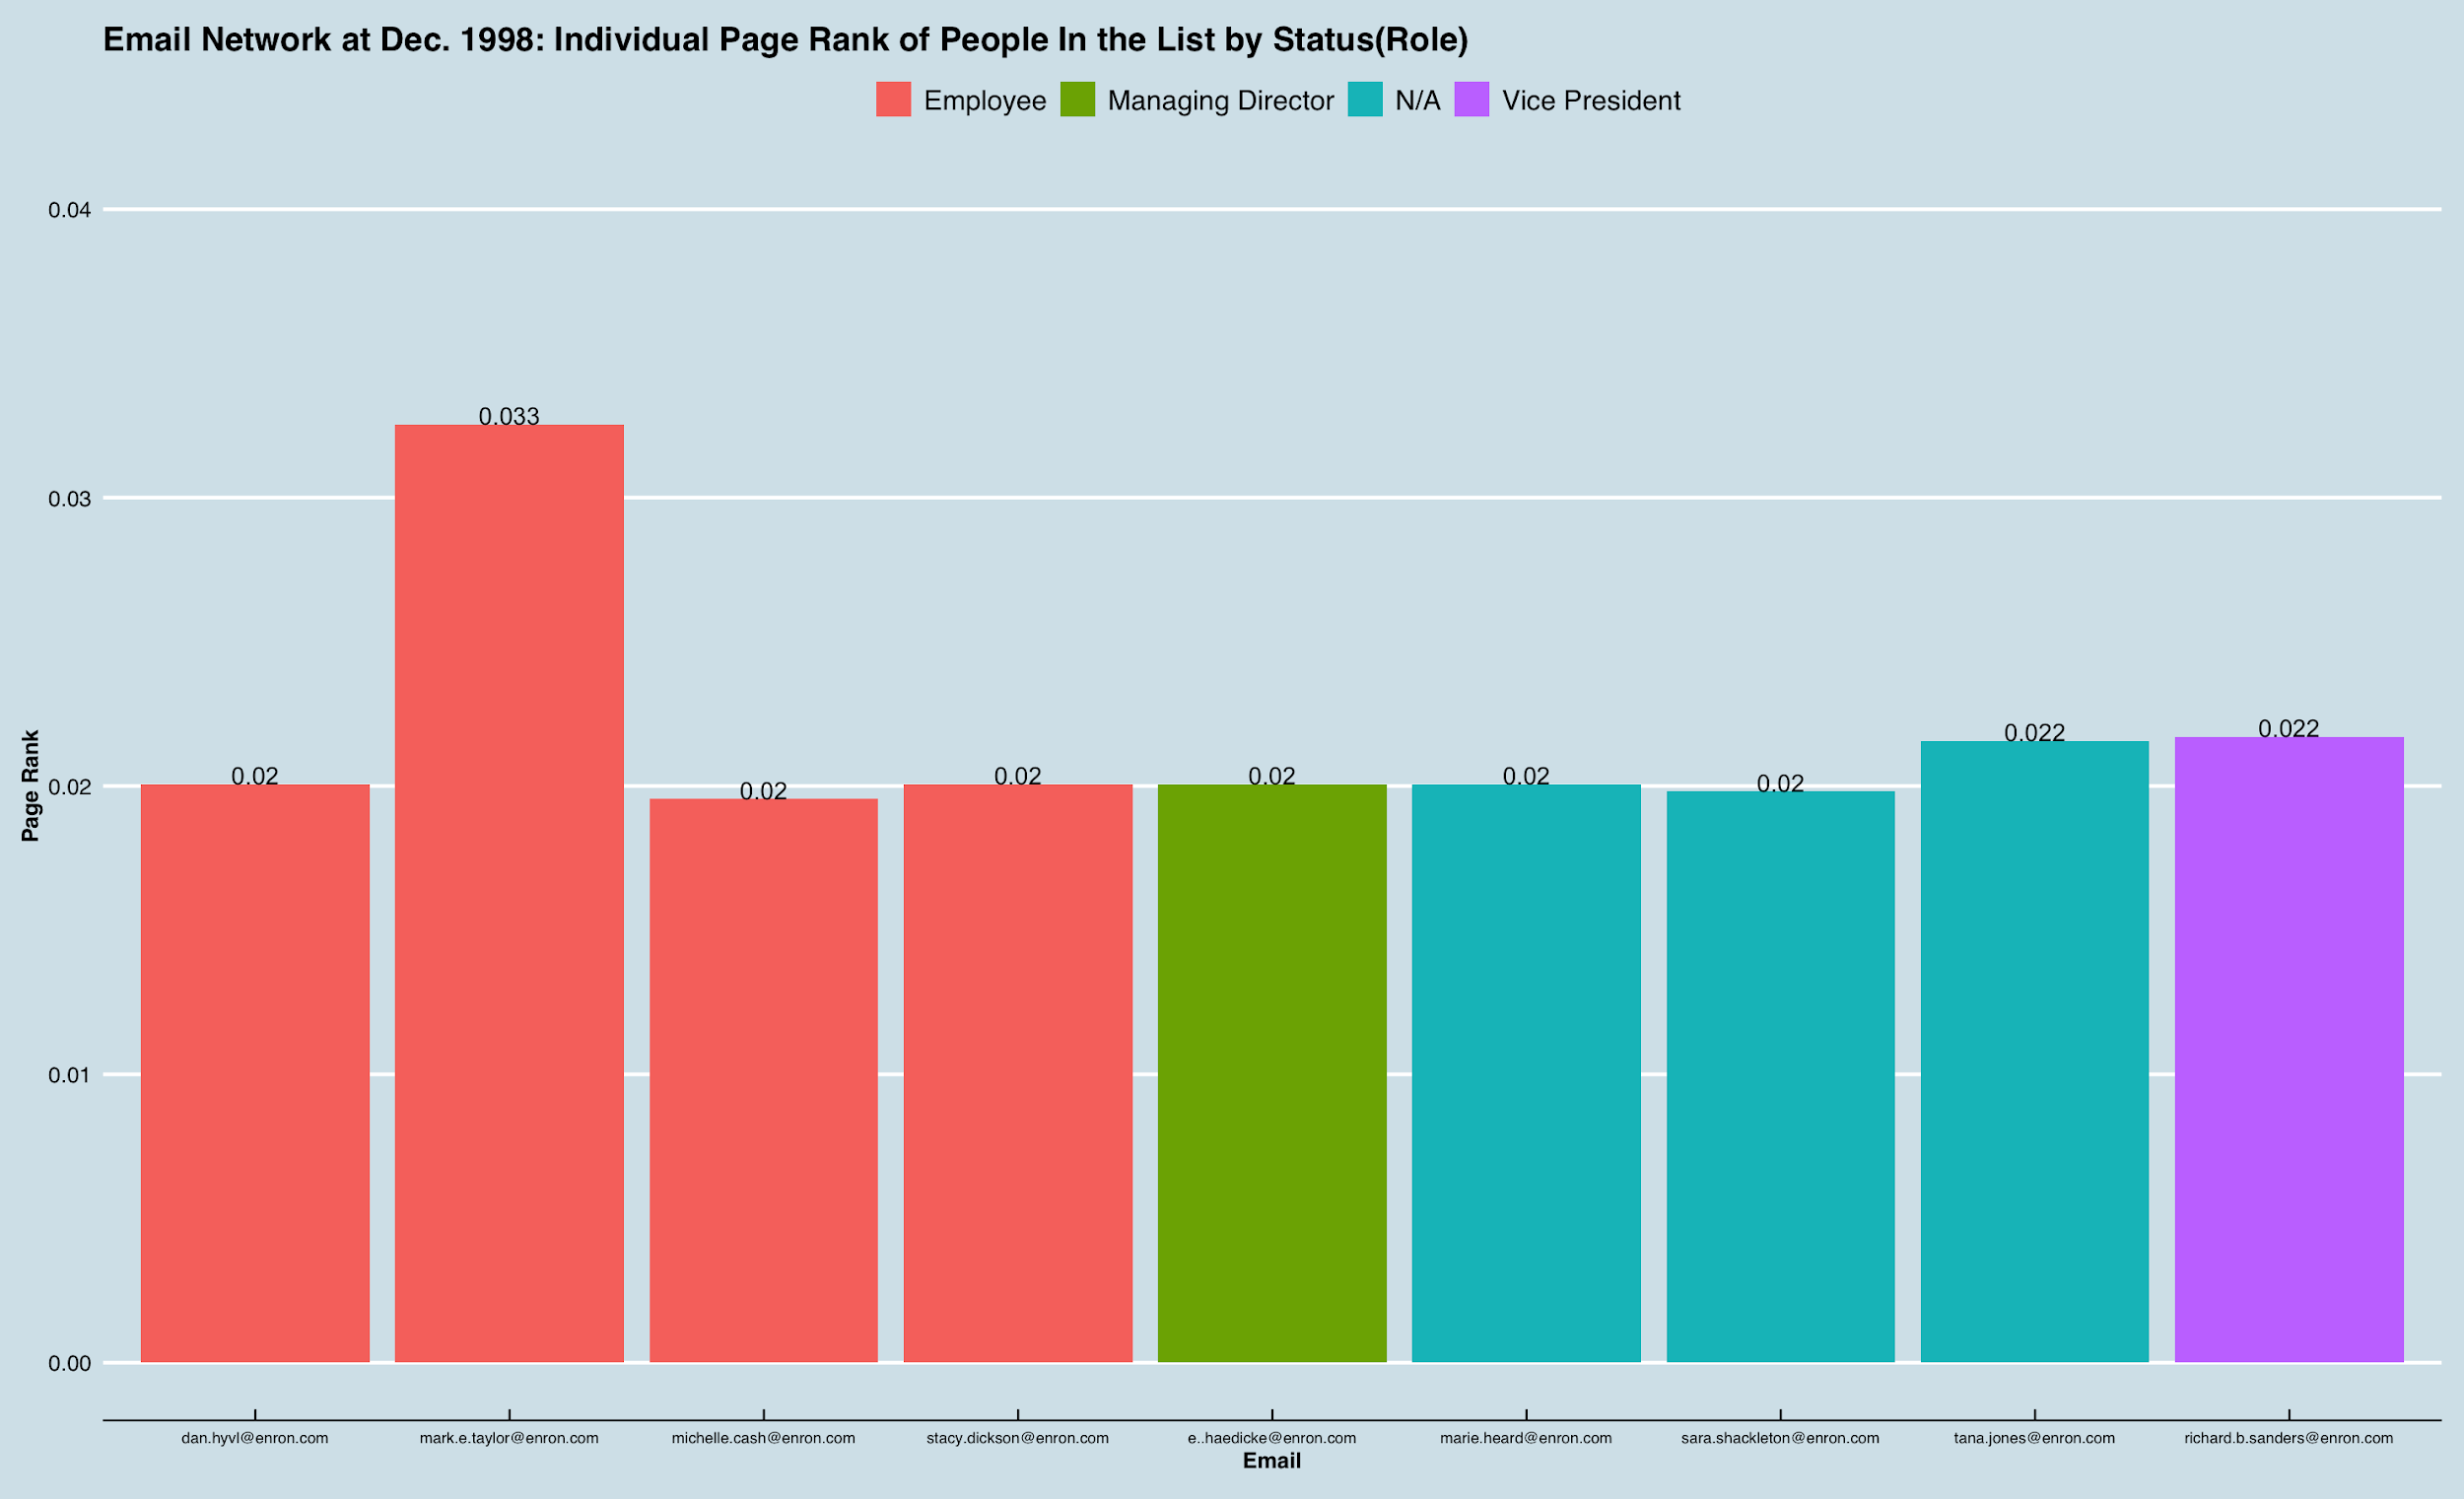 Email Network at Dec. 1998: Individual Page Rank of People In the List by Status(Role)
Employee Managing Director N/A Vice President
0.04
0.033
0.03
0.022
0.022
0.02
0.02
0.02
0.02
0.02
0.02
0.02
0.01
0.00
Page Rank
dan.hyvl@enron.com mark.e.taylor@enron.com michelle.cash@enron.com stacy.dickson@enron.com e..haedicke@enron.com marie.heard@enron.com sara.shackleton@enron.com tana.jones@enron.com richard.b.sanders@enron.com
Email